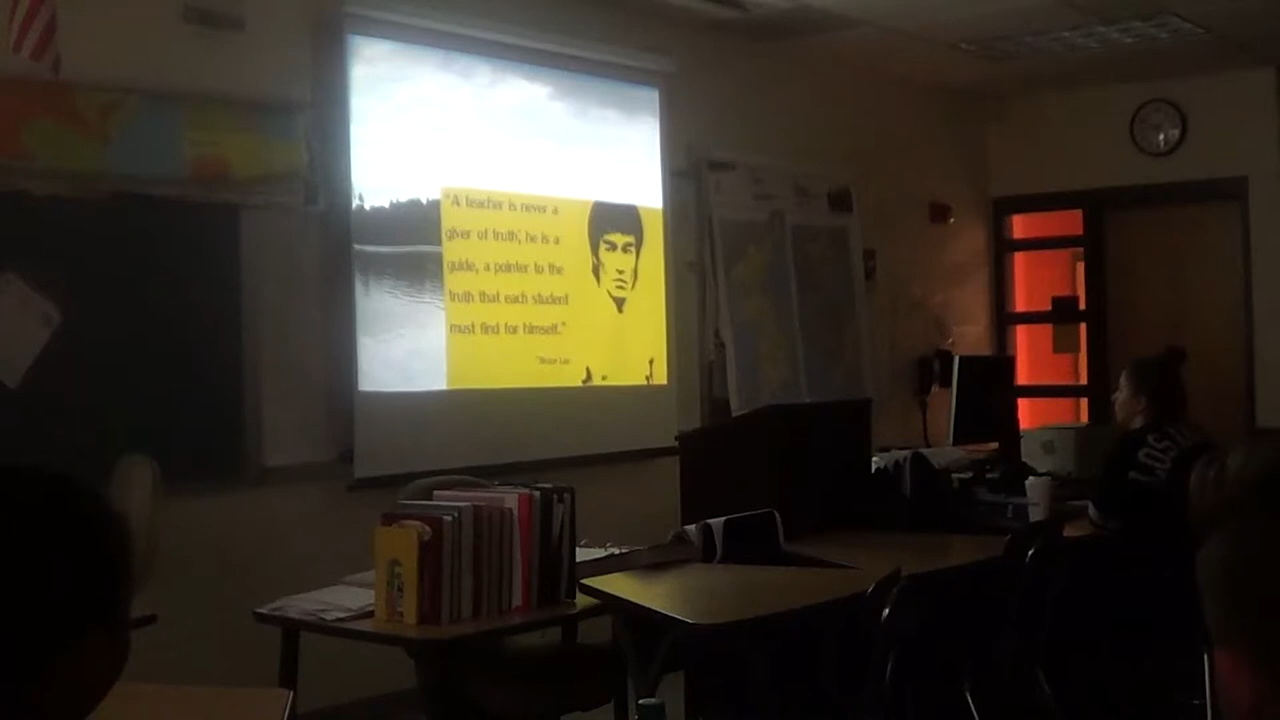 "A teacher is never a
giver of truth; he is a
guide, a pointer to the
truth that each student
must find for himself."
~Bruce Lee